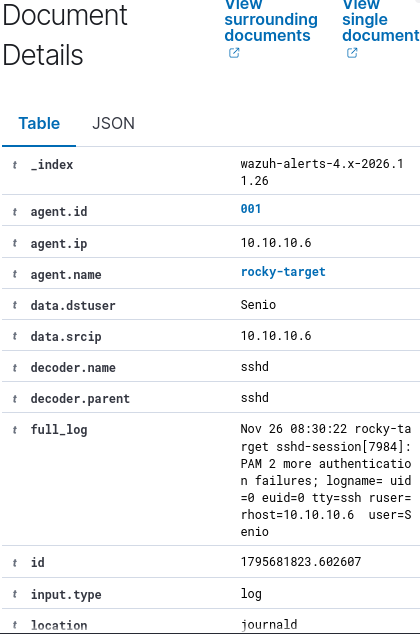 Document
Details
View
surrounding
documents
View
single
document
Table
JSON
t _index wazuh-alerts-4.x-2026.1
1.26
t agent.id 001
t agent.ip 10.10.10.6
t agent.name rocky-target
t data.dstuser Senio
t data.srcip 10.10.10.6
t decoder.name sshd
t decoder.parent sshd
t full_log Nov 26 08:30:22 rocky-ta
rget sshd-session[7984]:
PAM 2 more authenticatio
n failures; logname= uid
=0 euid=0 tty=ssh ruser=
rhost=10.10.10.6 user=S
enio
t id 1795681823.602607
t input.type log
t location journald